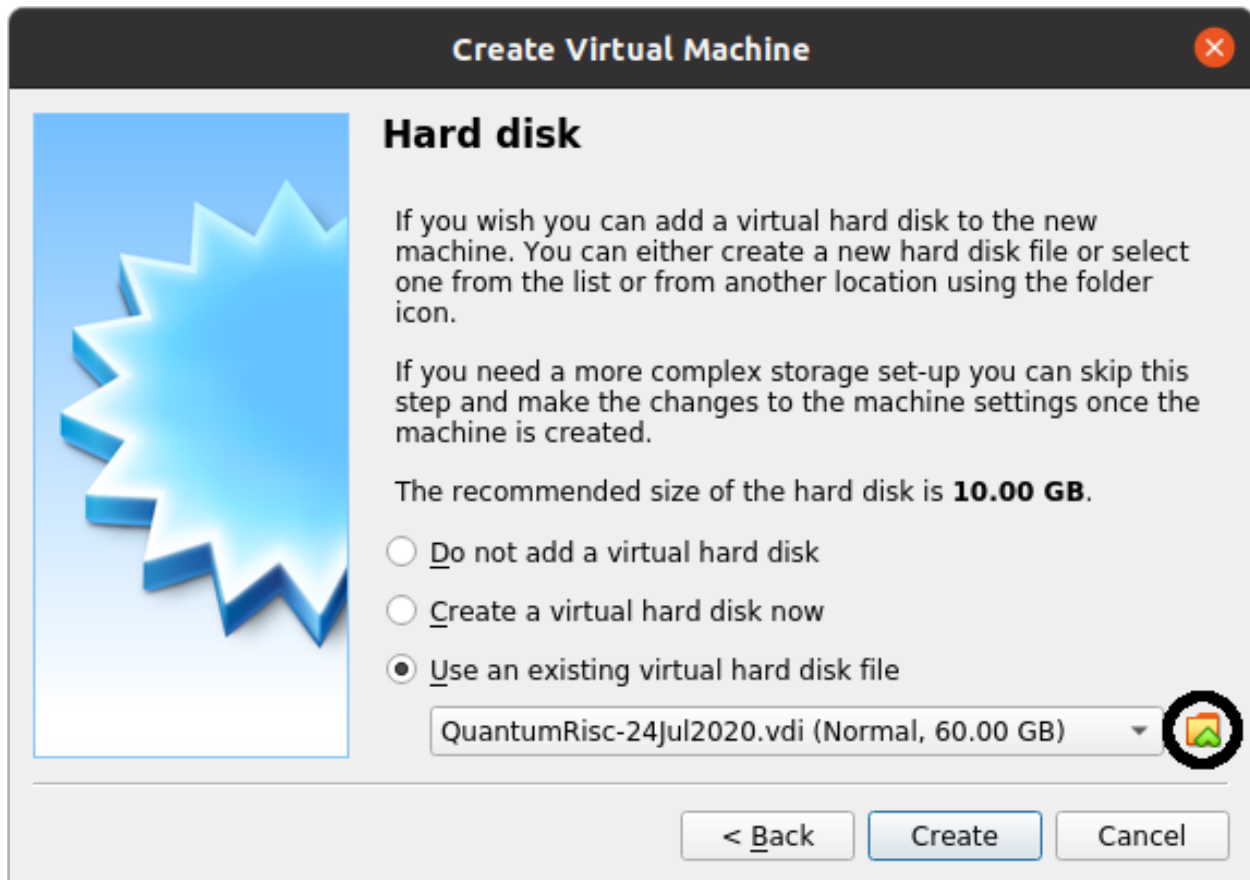 Create Virtual Machine
Hard disk
If you wish you can add a virtual hard disk to the new
machine. You can either create a new hard disk file or select
one from the list or from another location using the folder
icon.
If you need a more complex storage set-up you can skip this
step and make the changes to the machine settings once the
machine is created.
The recommended size of the hard disk is 10.00 GB.
Do not add a virtual hard disk
Create a virtual hard disk now
Use an existing virtual hard disk file
QuantumRisc-24Jul2020.vdi (Normal, 60.00 GB)
< Back Create Cancel